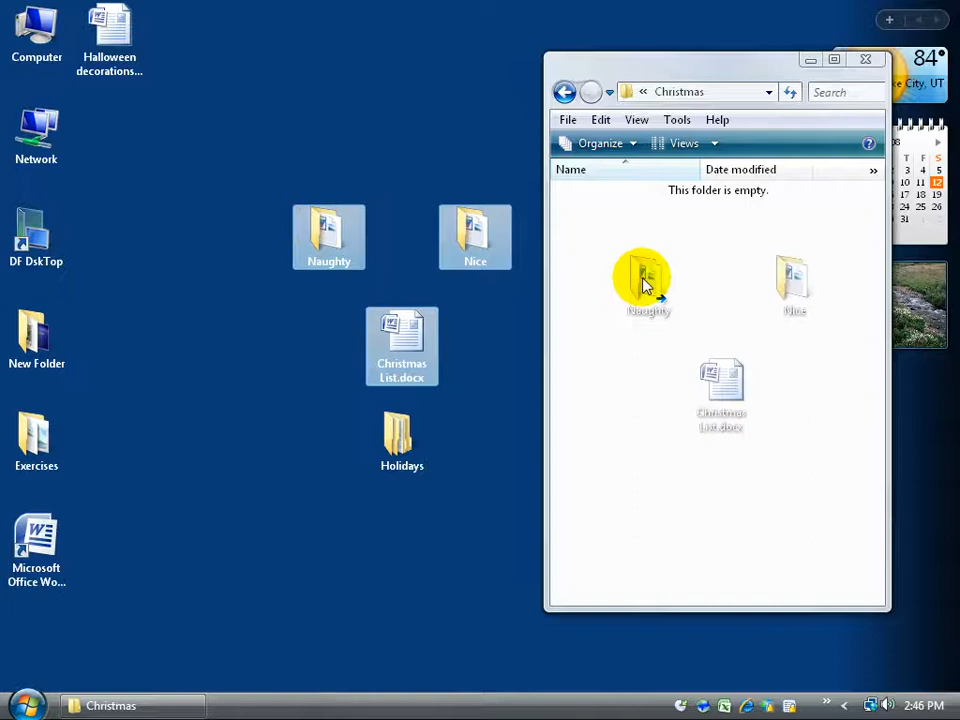 Computer
Halloween
decorations...
Network
DF DskTop
New Folder
Exercises
Microsoft
Office Wo...
Naughty
Nice
Christmas
List.docx
Holidays
« Christmas
Search
File Edit View Tools Help
Organize Views
Name Date modified »
This folder is empty.
Naughty
Nice
Christmas
List.docx
84°
ke City, UT
08
T F S
3 4 5
10 11 12
17 18 19
24 25 26
31
Christmas
2:46 PM